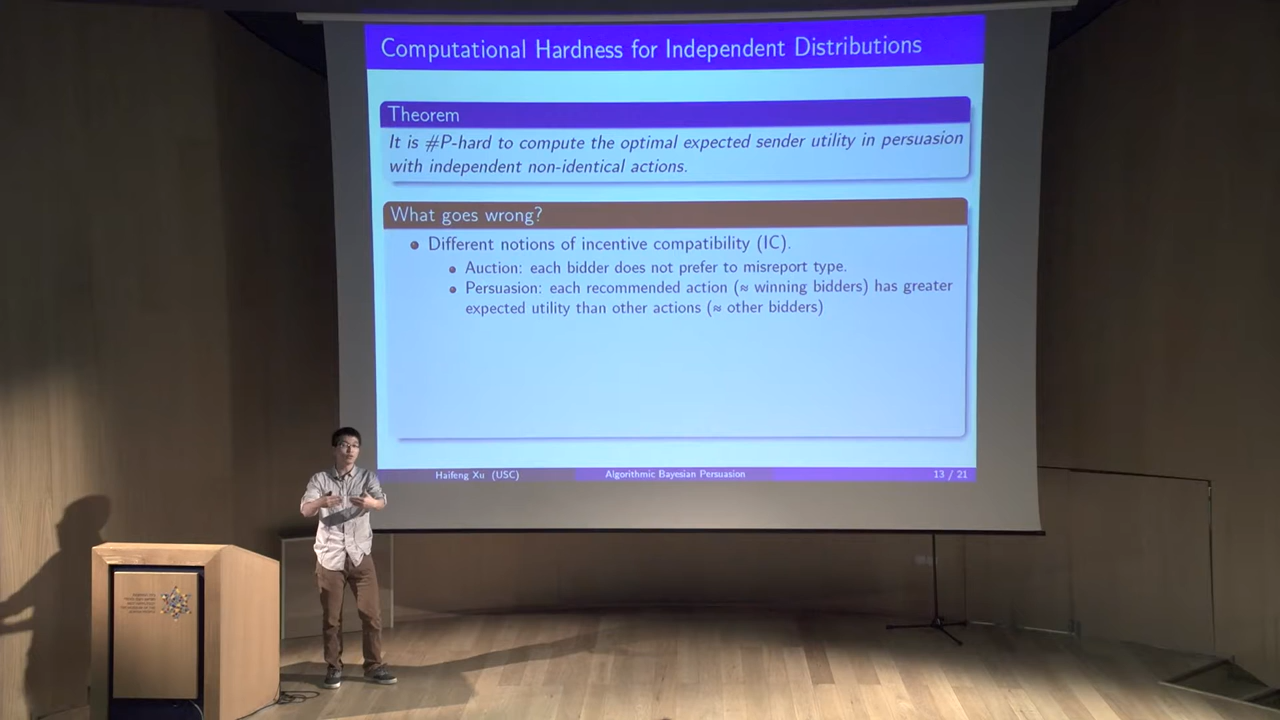 Computational Hardness for Independent Distributions
Theorem
It is #P-hard to compute the optimal expected sender utility in persuasion
with independent non-identical actions.
What goes wrong?
Different notions of incentive compatibility (IC).
Auction: each bidder does not prefer to misreport type.
Persuasion: each recommended action (≈ winning bidders) has greater
expected utility than other actions (≈ other bidders)
Haifeng Xu (USC)
Algorithmic Bayesian Persuasion
13 / 21